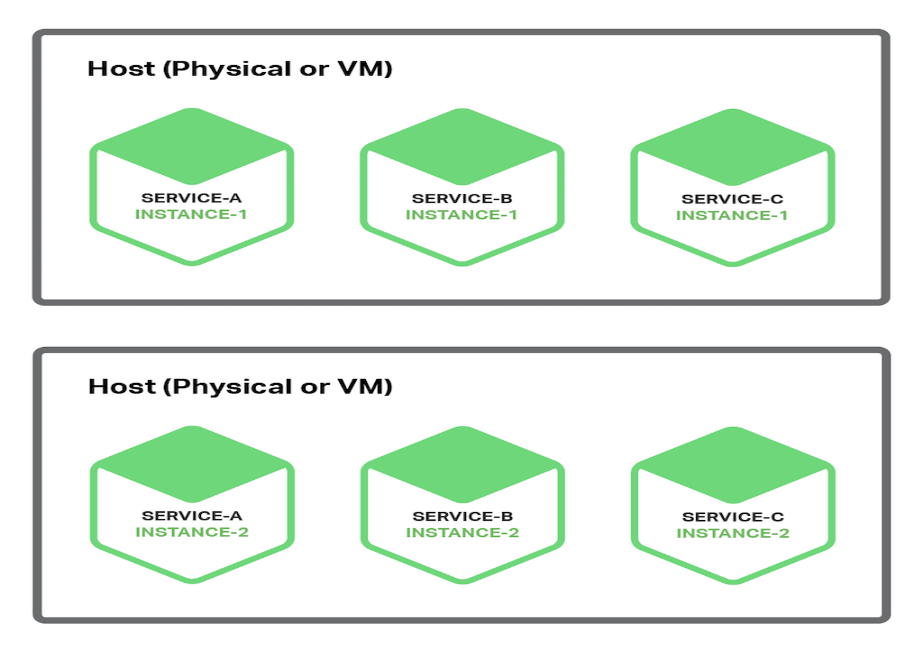 Host (Physical or VM)
SERVICE-A
INSTANCE-1
SERVICE-B
INSTANCE-1
SERVICE-C
INSTANCE-1
Host (Physical or VM)
SERVICE-A
INSTANCE-2
SERVICE-B
INSTANCE-2
SERVICE-C
INSTANCE-2